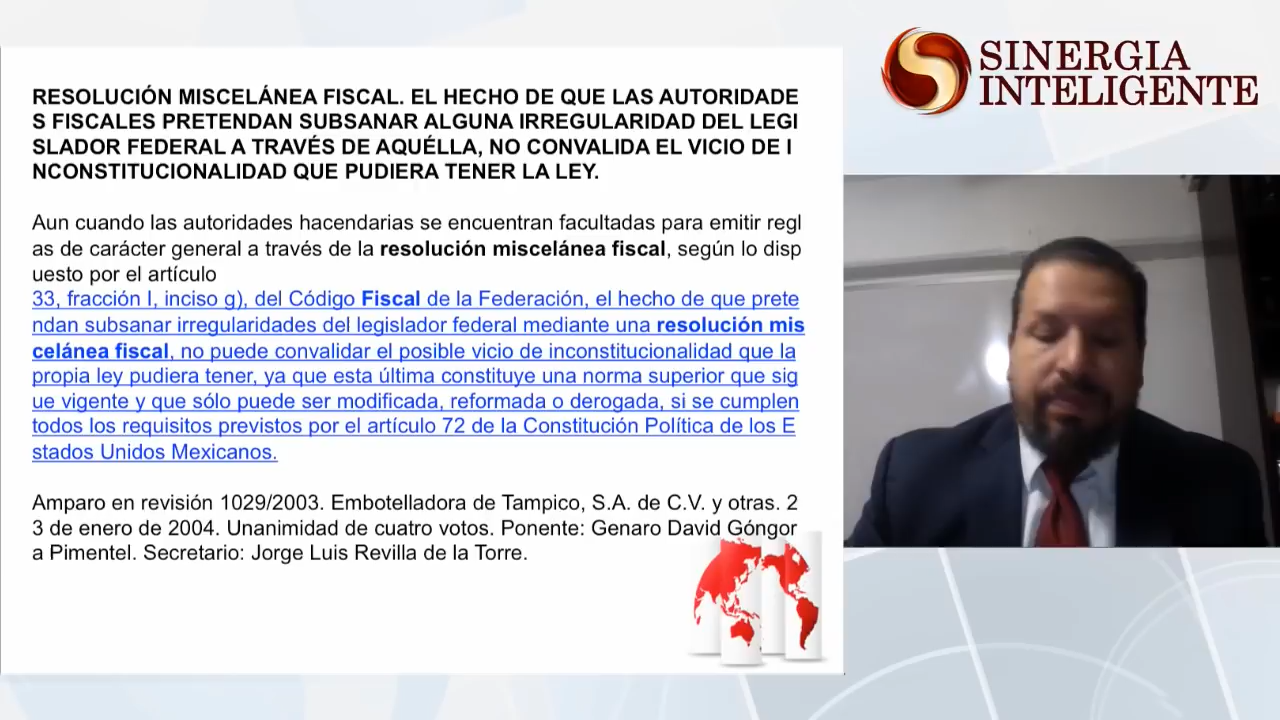 SINERGIA
INTELIGENTE
RESOLUCIÓN MISCELÁNEA FISCAL. EL HECHO DE QUE LAS AUTORIDADE
S FISCALES PRETENDAN SUBSANAR ALGUNA IRREGULARIDAD DEL LEGI
SLADOR FEDERAL A TRAVÉS DE AQUÉLLA, NO CONVALIDA EL VICIO DE I
NCONSTITUCIONALIDAD QUE PUDIERA TENER LA LEY.
Aun cuando las autoridades hacendarias se encuentran facultadas para emitir regl
as de carácter general a través de la resolución miscelánea fiscal, según lo disp
uesto por el artículo
33, fracción I, inciso g), del Código Fiscal de la Federación, el hecho de que prete
ndan subsanar irregularidades del legislador federal mediante una resolución mis
celánea fiscal, no puede convalidar el posible vicio de inconstitucionalidad que la
propia ley pudiera tener, ya que esta última constituye una norma superior que sig
ue vigente y que sólo puede ser modificada, reformada o derogada, si se cumplen
todos los requisitos previstos por el artículo 72 de la Constitución Política de los E
stados Unidos Mexicanos.
Amparo en revisión 1029/2003. Embotelladora de Tampico, S.A. de C.V. y otras. 2
3 de enero de 2004. Unanimidad de cuatro votos. Ponente: Genaro David Góngor
a Pimentel. Secretario: Jorge Luis Revilla de la Torre.